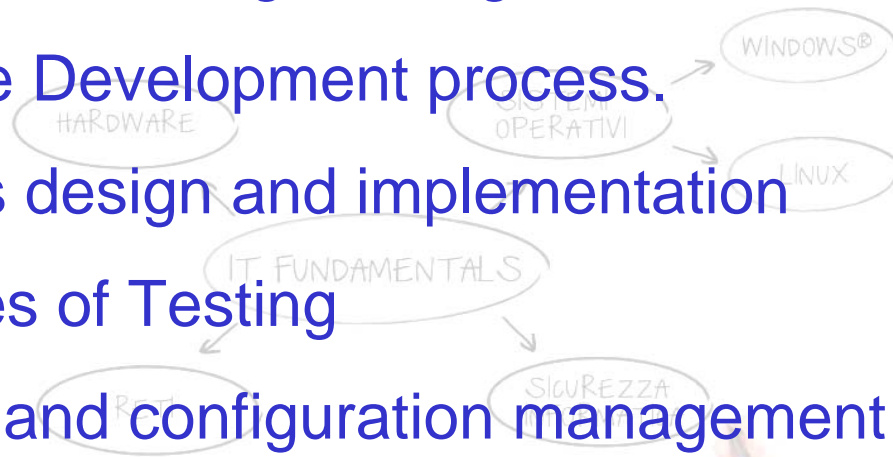 e Development process.
s design and implementation
es of Testing
and configuration management
WINDOWS®
HARDWARE
SISTEMI
OPERATIVI
LINUX
IT FUNDAMENTALS
RETI
SICUREZZA